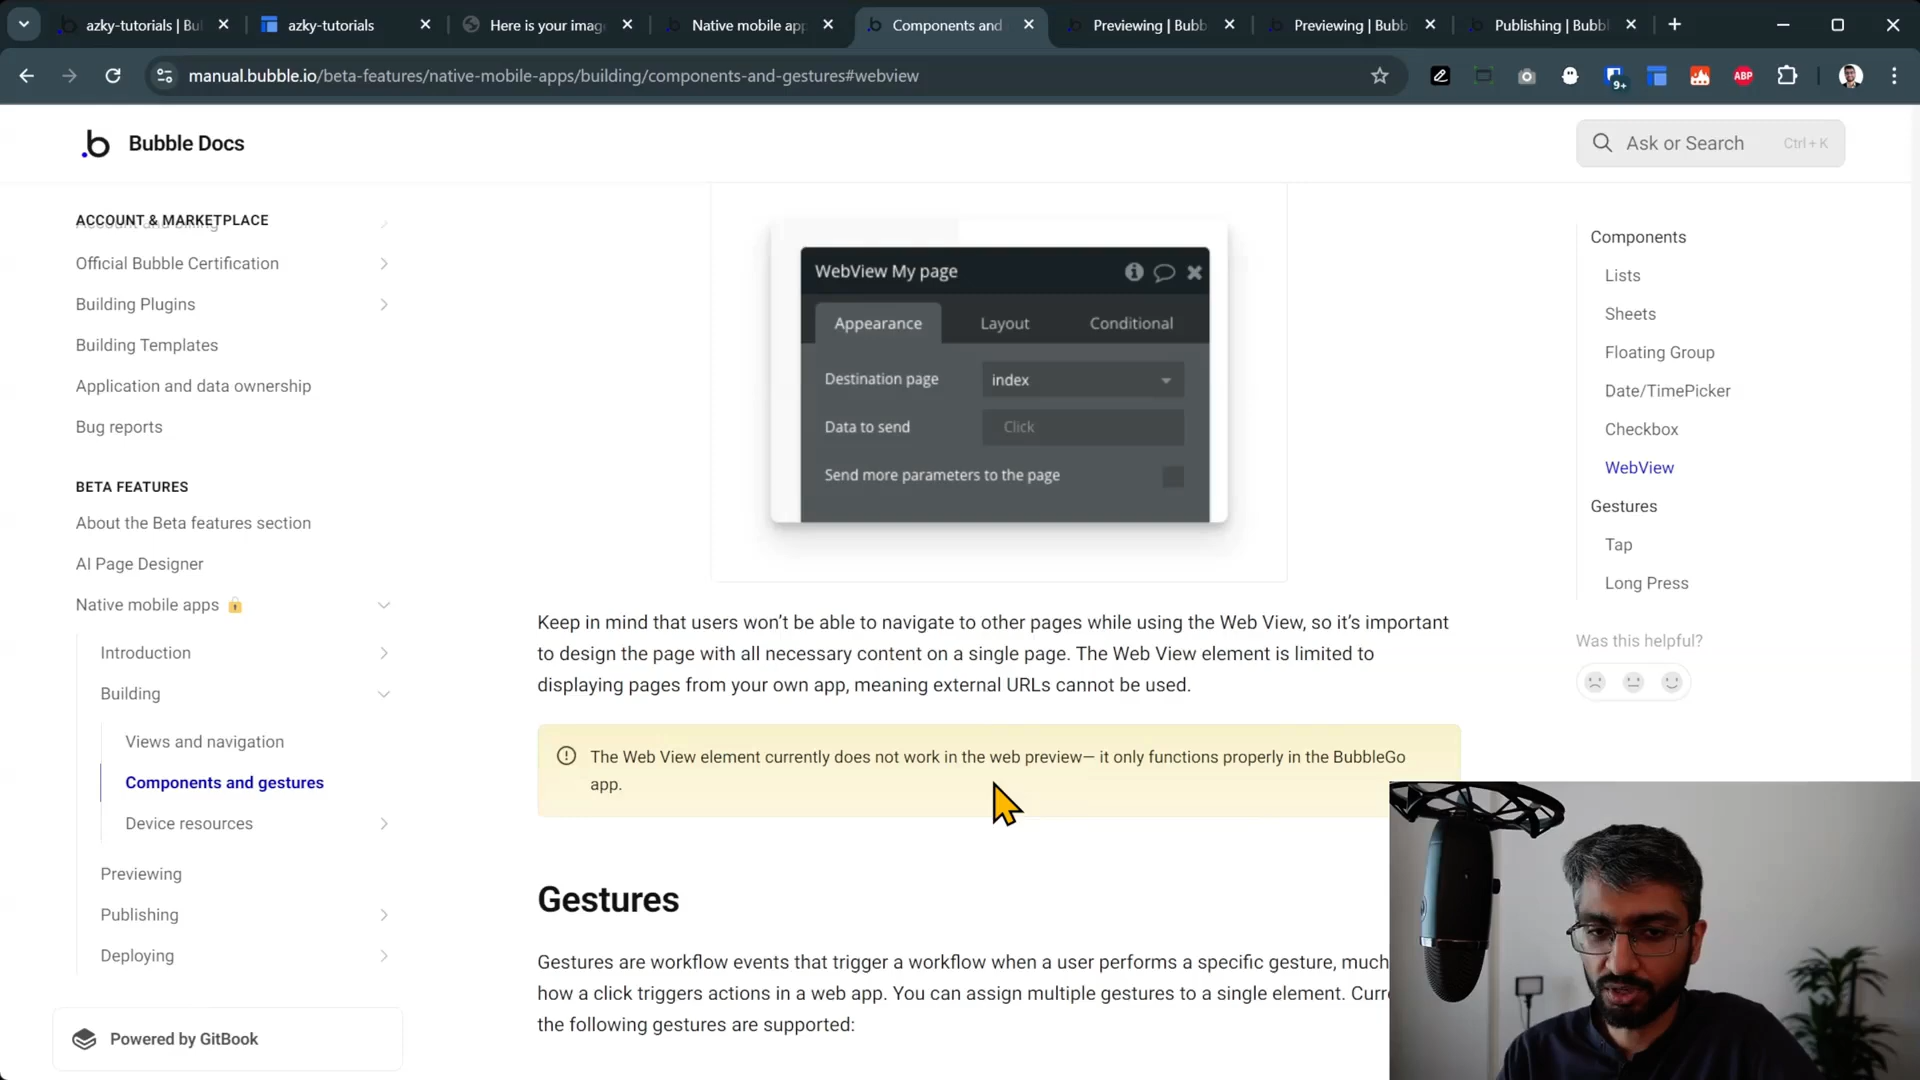 azky-tutorials | Bu
azky-tutorials
Here is your imag
Native mobile app
Components and
Previewing | Bubb
Previewing | Bubb
Publishing | Bubbl
manual.bubble.io/beta-features/native-mobile-apps/building/components-and-gestures#webview
9+
ABP
Bubble Docs
Ask or Search
Ctrl + K
ACCOUNT & MARKETPLACE
Account and billing
Official Bubble Certification
Building Plugins
Building Templates
Application and data ownership
Bug reports
BETA FEATURES
About the Beta features section
AI Page Designer
Native mobile apps
Introduction
Building
Views and navigation
Components and gestures
Device resources
Previewing
Publishing
Deploying
Powered by GitBook
WebView My page
Appearance
Layout
Conditional
Destination page
index
Data to send
Click
Send more parameters to the page
Keep in mind that users won’t be able to navigate to other pages while using the Web View, so it’s important
to design the page with all necessary content on a single page. The Web View element is limited to
displaying pages from your own app, meaning external URLs cannot be used.
The Web View element currently does not work in the web preview— it only functions properly in the BubbleGo
app.
Gestures
Gestures are workflow events that trigger a workflow when a user performs a specific gesture, much
how a click triggers actions in a web app. You can assign multiple gestures to a single element. Curre
the following gestures are supported:
Components
Lists
Sheets
Floating Group
Date/TimePicker
Checkbox
WebView
Gestures
Tap
Long Press
Was this helpful?